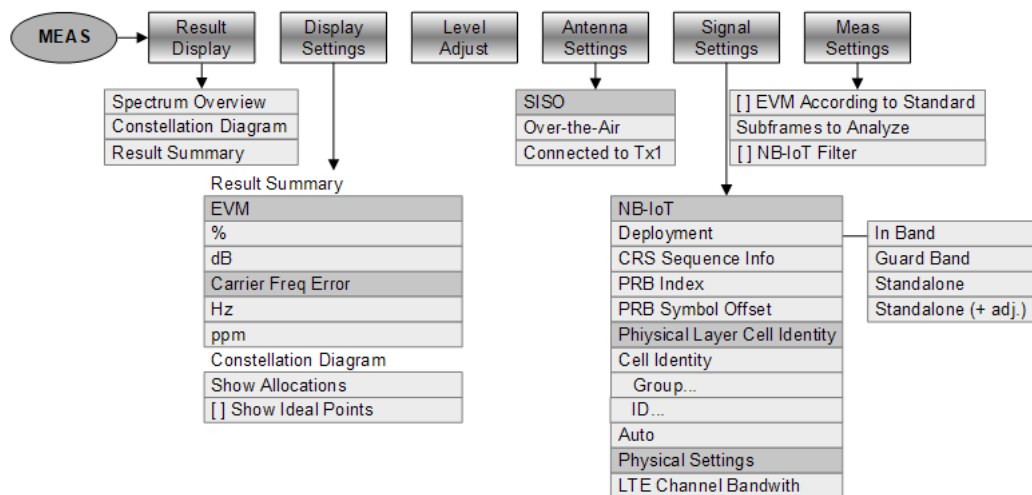 MEAS
Result
Display
Display
Settings
Level
Adjust
Antenna
Settings
Signal
Settings
Meas
Settings
Spectrum Overview
Constellation Diagram
Result Summary
SISO
Over-the-Air
Connected to Tx1
[ ] EVM According to Standard
Subframes to Analyze
[ ] NB-IoT Filter
Result Summary
EVM
%
dB
Carrier Freq Error
Hz
ppm
Constellation Diagram
Show Allocations
[ ] Show Ideal Points
NB-IoT
Deployment
CRS Sequence Info
PRB Index
PRB Symbol Offset
Phiysical Layer Cell Identity
Cell Identity
Group...
ID...
Auto
Physical Settings
LTE Channel Bandwith
In Band
Guard Band
Standalone
Standalone (+ adj.)